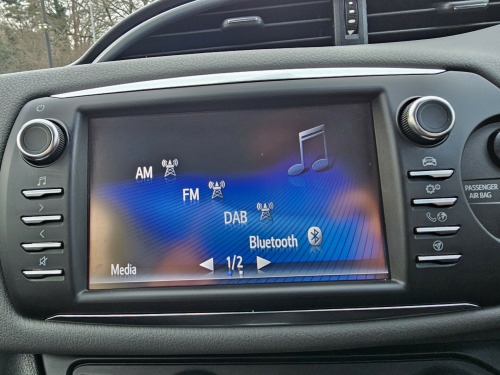 AM
FM
DAB
Bluetooth
Media
1/2
PASSENGER
AIR BAG